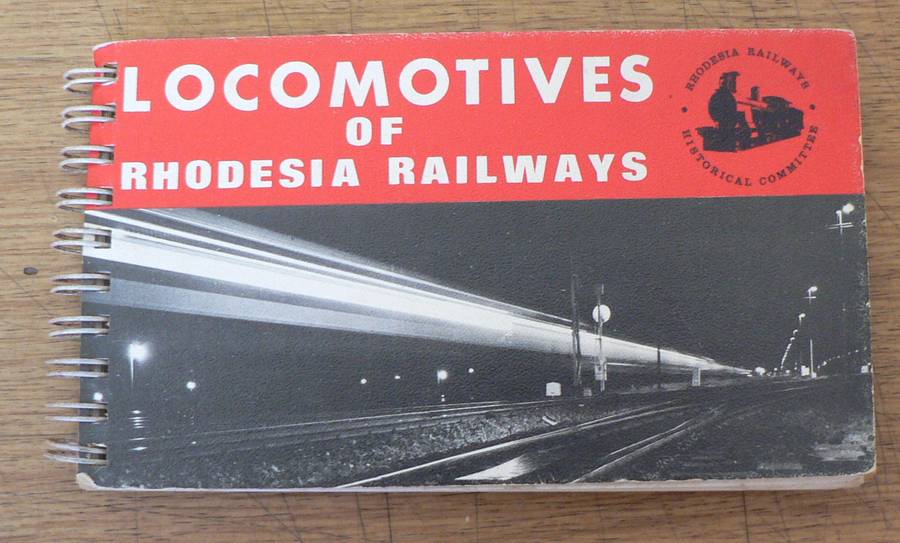 LOCOMOTIVES
OF
RHODESIA RAILWAYS
RHODESIA RAILWAYS
HISTORICAL COMMITTEE